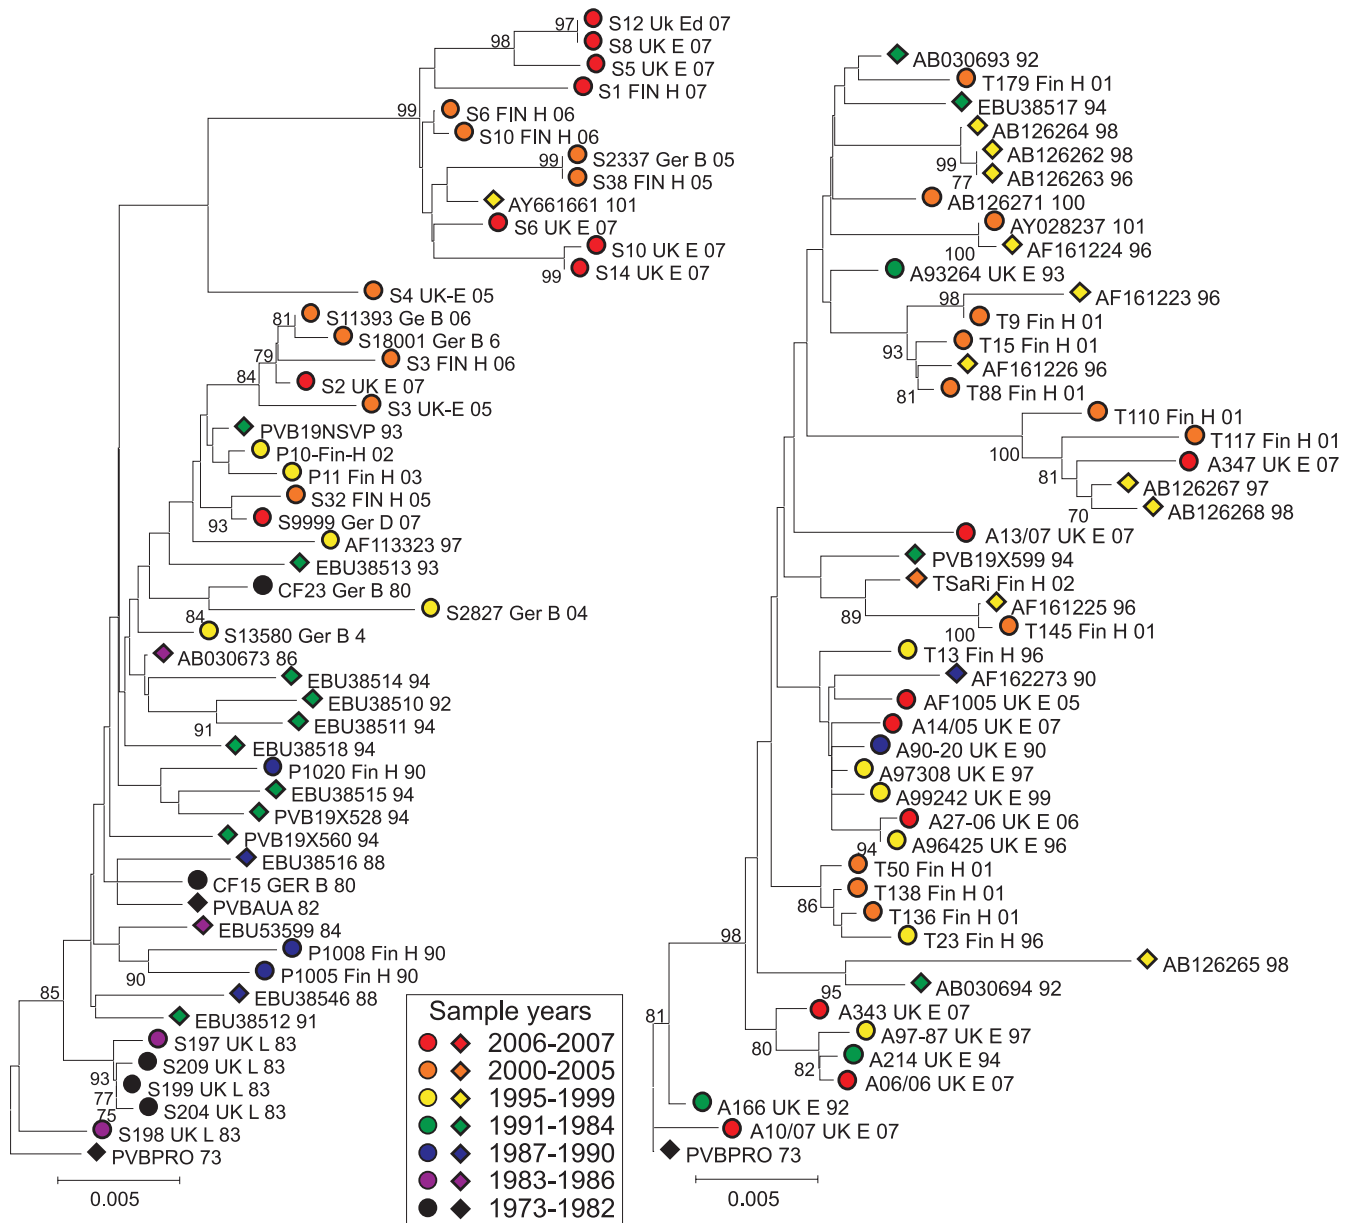 S12 Uk Ed 07
97
S8 UK E 07
98
S5 UK E 07
S1 FIN H 07
99
S6 FIN H 06
S10 FIN H 06
S2337 Ger B 05
99
S38 FIN H 05
AY661661 101
S6 UK E 07
S10 UK E 07
99
S14 UK E 07
S4 UK-E 05
S11393 Ge B 06
81
S18001 Ger B 6
79
S3 FIN H 06
84
S2 UK E 07
S3 UK-E 05
PVB19NSVP 93
P10-Fin-H 02
P11 Fin H 03
S32 FIN H 05
93
S9999 Ger D 07
AF113323 97
EBU38513 93
CF23 Ger B 80
S2827 Ger B 04
84
S13580 Ger B 4
AB030673 86
EBU38514 94
EBU38510 92
91
EBU38511 94
EBU38518 94
P1020 Fin H 90
EBU38515 94
PVB19X528 94
PVB19X560 94
EBU38516 88
CF15 GER B 80
PVBAUA 82
EBU53599 84
P1008 Fin H 90
90
P1005 Fin H 90
85
EBU38546 88
EBU38512 91
S197 UK L 83
S209 UK L 83
93
S199 UK L 83
77
S204 UK L 83
75
S198 UK L 83
PVBPRO 73
0.005
Sample years
2006-2007
2000-2005
1995-1999
1991-1984
1987-1990
1983-1986
1973-1982
AB030693 92
T179 Fin H 01
EBU38517 94
AB126264 98
AB126262 98
99
77
AB126263 96
AB126271 100
AY028237 101
100
AF161224 96
A93264 UK E 93
98
AF161223 96
T9 Fin H 01
93
T15 Fin H 01
AF161226 96
81
T88 Fin H 01
T110 Fin H 01
T117 Fin H 01
100
A347 UK E 07
81
AB126267 97
70
AB126268 98
A13/07 UK E 07
PVB19X599 94
TSaRi Fin H 02
89
AF161225 96
100
T145 Fin H 01
T13 Fin H 96
AF162273 90
AF1005 UK E 05
A14/05 UK E 07
A90-20 UK E 90
A97308 UK E 97
A99242 UK E 99
A27-06 UK E 06
A96425 UK E 96
94
T50 Fin H 01
T138 Fin H 01
86
T136 Fin H 01
T23 Fin H 96
98
AB126265 98
AB030694 92
95
A343 UK E 07
81
A97-87 UK E 97
80
A214 UK E 94
82
A06/06 UK E 07
A166 UK E 92
A10/07 UK E 07
PVBPRO 73
0.005